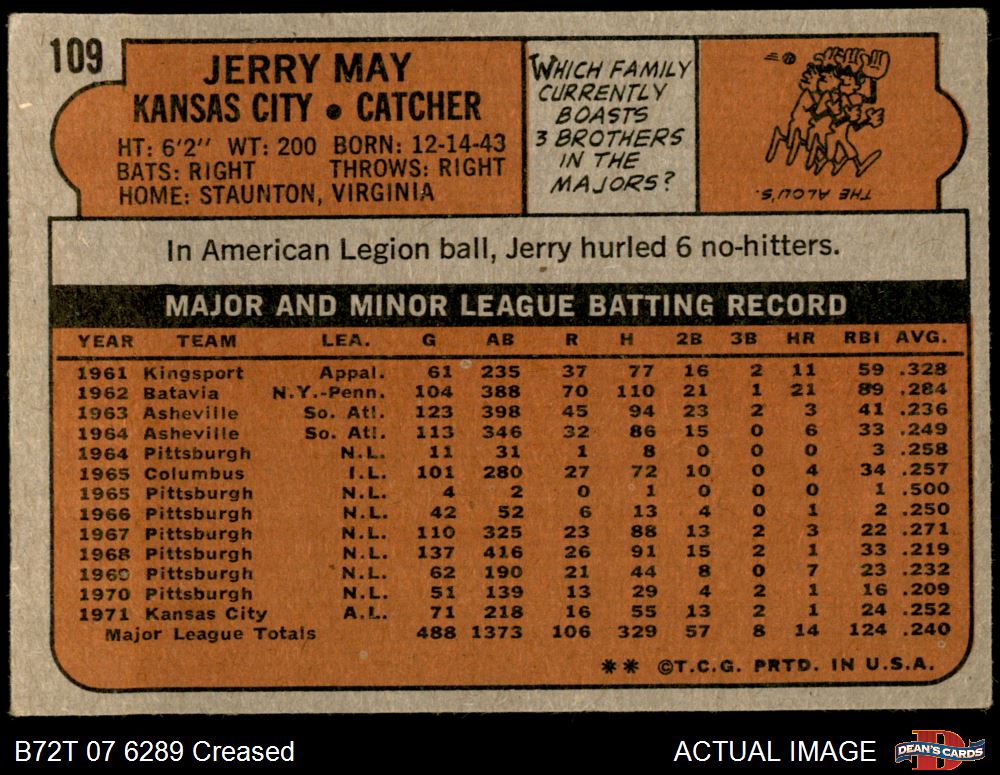 109
JERRY MAY
KANSAS CITY • CATCHER
HT: 6'2" WT: 200 BORN: 12-14-43
BATS: RIGHT THROWS: RIGHT
HOME: STAUNTON, VIRGINIA
WHICH FAMILY
CURRENTLY
BOASTS
3 BROTHERS
IN THE
MAJORS?
THE ALOU'S.
In American Legion ball, Jerry hurled 6 no-hitters.
MAJOR AND MINOR LEAGUE BATTING RECORD
YEAR TEAM LEA. G AB R H 2B 3B HR RBI AVG.
1961 Kingsport Appal. 61 235 37 77 16 2 11 59 .328
1962 Batavia N.Y.-Penn. 104 388 70 110 21 1 21 89 .284
1963 Asheville So. Atl. 123 398 45 94 23 2 3 41 .236
1964 Asheville So. Atl. 113 346 32 86 15 0 6 33 .249
1964 Pittsburgh N.L. 11 31 1 8 0 0 0 3 .258
1965 Columbus I.L. 101 280 27 72 10 0 4 34 .257
1965 Pittsburgh N.L. 4 2 0 1 0 0 0 1 .500
1966 Pittsburgh N.L. 42 52 6 13 4 0 1 2 .250
1967 Pittsburgh N.L. 110 325 23 88 13 2 3 22 .271
1968 Pittsburgh N.L. 137 416 26 91 15 2 1 33 .219
1969 Pittsburgh N.L. 62 190 21 44 8 0 7 23 .232
1970 Pittsburgh N.L. 51 139 13 29 4 2 1 16 .209
1971 Kansas City A.L. 71 218 16 55 13 2 1 24 .252
Major League Totals 488 1373 106 329 57 8 14 124 .240
** ©T.C.G. PRTD. IN U.S.A.
B72T 07 6289 Creased
ACTUAL IMAGE
DEAN'S CARDS